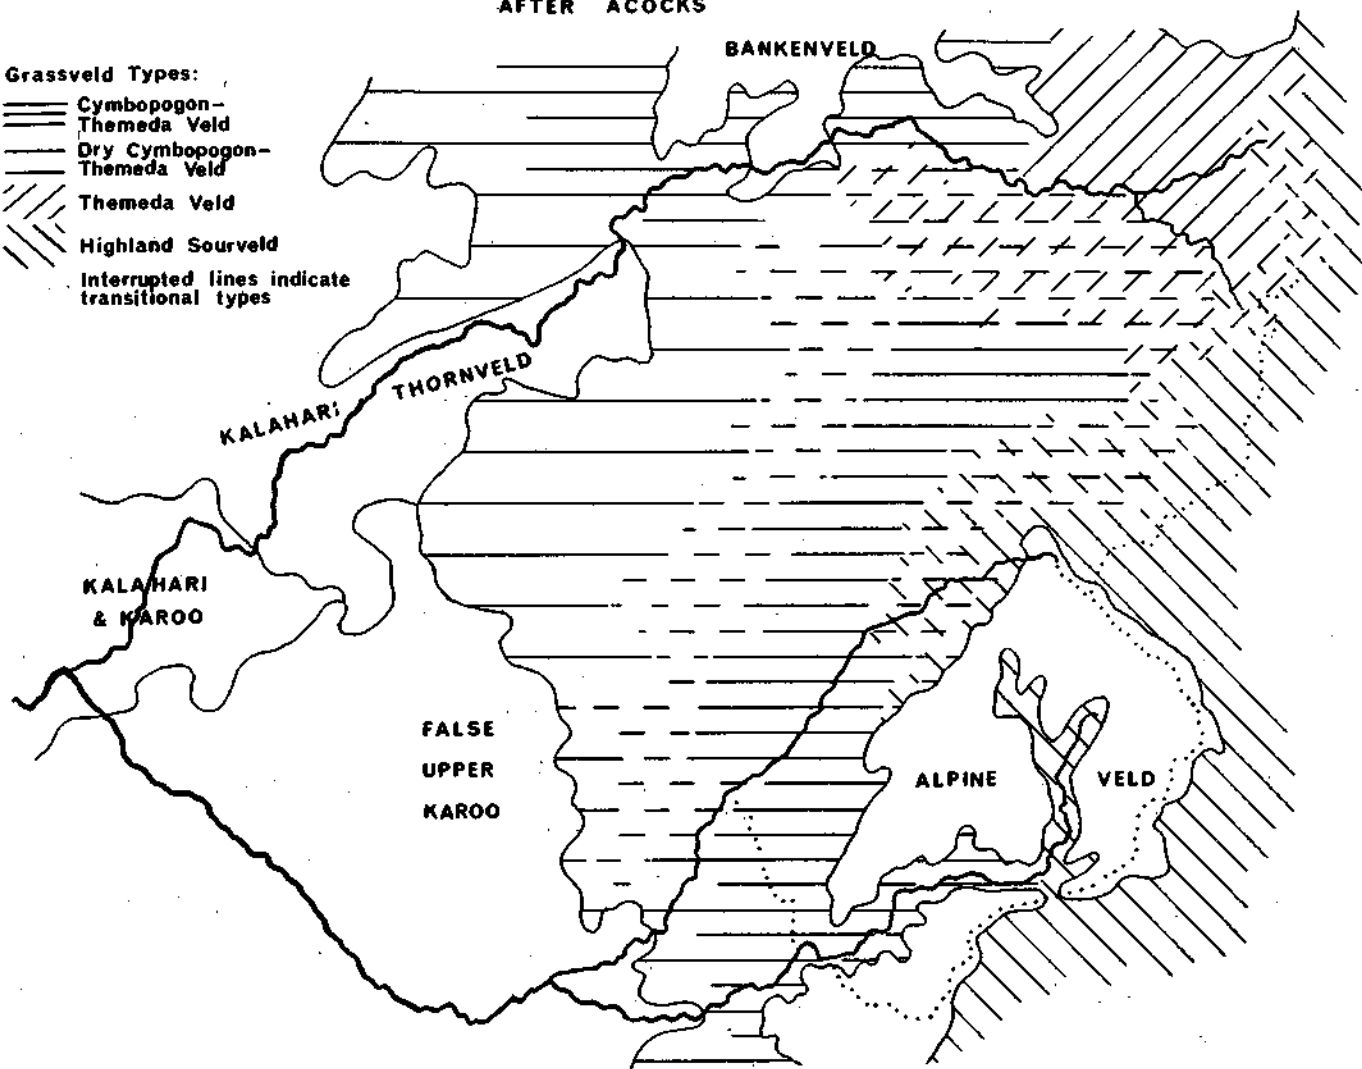 AFTER ACOCKS
BANKENVELD
Grassveld Types:
Cymbopogon–
Themeda Veld
Dry Cymbopogon–
Themeda Veld
Themeda Veld
Highland Sourveld
Interrupted lines indicate
transitional types
KALAHARI THORNVELD
KALAHARI
& KAROO
FALSE
UPPER
KAROO
ALPINE VELD